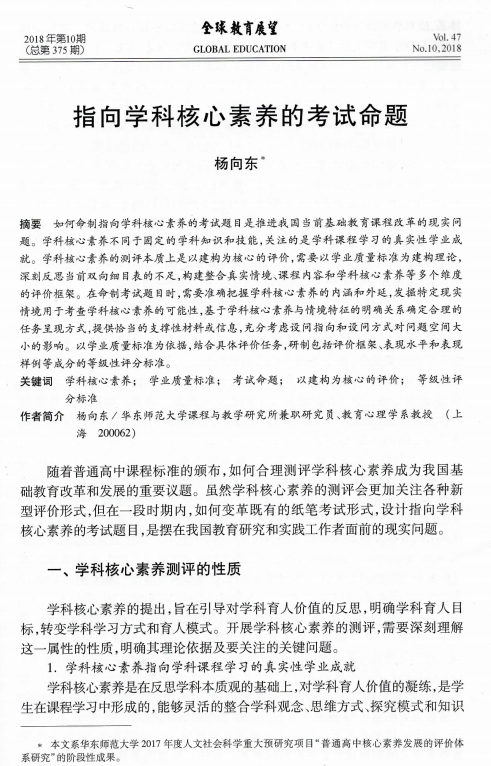 2018年第10期
(总第375期)
全球教育展望
GLOBAL EDUCATION
Vol. 47
No.10, 2018
指向学科核心素养的考试命题
杨向东*
摘要 如何命制指向学科核心素养的考试题目是推进我国当前基础教育课程改革的现实问
题。学科核心素养不同于固定的学科知识和技能,关注的是学科课程学习的真实性学业成
就。学科核心素养的测评本质上是以建构为核心的评价,需要以学业质量标准为建构理论,
深刻反思当前双向细目表的不足,构建整合真实情境、课程内容和学科核心素养等多个维度
的评价框架。在命制考试题目时,需要准确把握学科核心素养的内涵和外延,发掘特定现实
情境用于考查学科核心素养的可能性,基于学科核心素养与情境特征的明确关系确定合理的
任务呈现方式,提供恰当的支撑性材料或信息,充分考虑设问指向和设问方式对问题空间大
小的影响。以学业质量标准为依据,结合具体评价任务,研制包括评价框架、表现水平和表现
样例等成分的等级性评分标准。
关键词 学科核心素养; 学业质量标准; 考试命题; 以建构为核心的评价; 等级性评
分标准
作者简介 杨向东/华东师范大学课程与教学研究所兼职研究员、教育心理学系教授 (上
海 200062)
随着普通高中课程标准的颁布,如何合理测评学科核心素养成为我国基
础教育改革和发展的重要议题。虽然学科核心素养的测评会更加关注各种新
型评价形式,但在一段时期内,如何变革既有的纸笔考试形式,设计指向学科
核心素养的考试题目,是摆在我国教育研究和实践工作者面前的现实问题。
一、学科核心素养测评的性质
学科核心素养的提出,旨在引导对学科育人价值的反思,明确学科育人目
标,转变学科学习方式和育人模式。开展学科核心素养的测评,需要深刻理解
这一属性的性质,明确其理论依据及要关注的关键问题。
1. 学科核心素养指向学科课程学习的真实性学业成就
学科核心素养是在反思学科本质观的基础上,对学科育人价值的凝练,是学
生在课程学习中形成的,能够灵活的整合学科观念、思维方式、探究模式和知识
* 本文系华东师范大学2017年度人文社会科学重大预研究项目“普通高中核心素养发展的评价体
系研究”的阶段性成果。